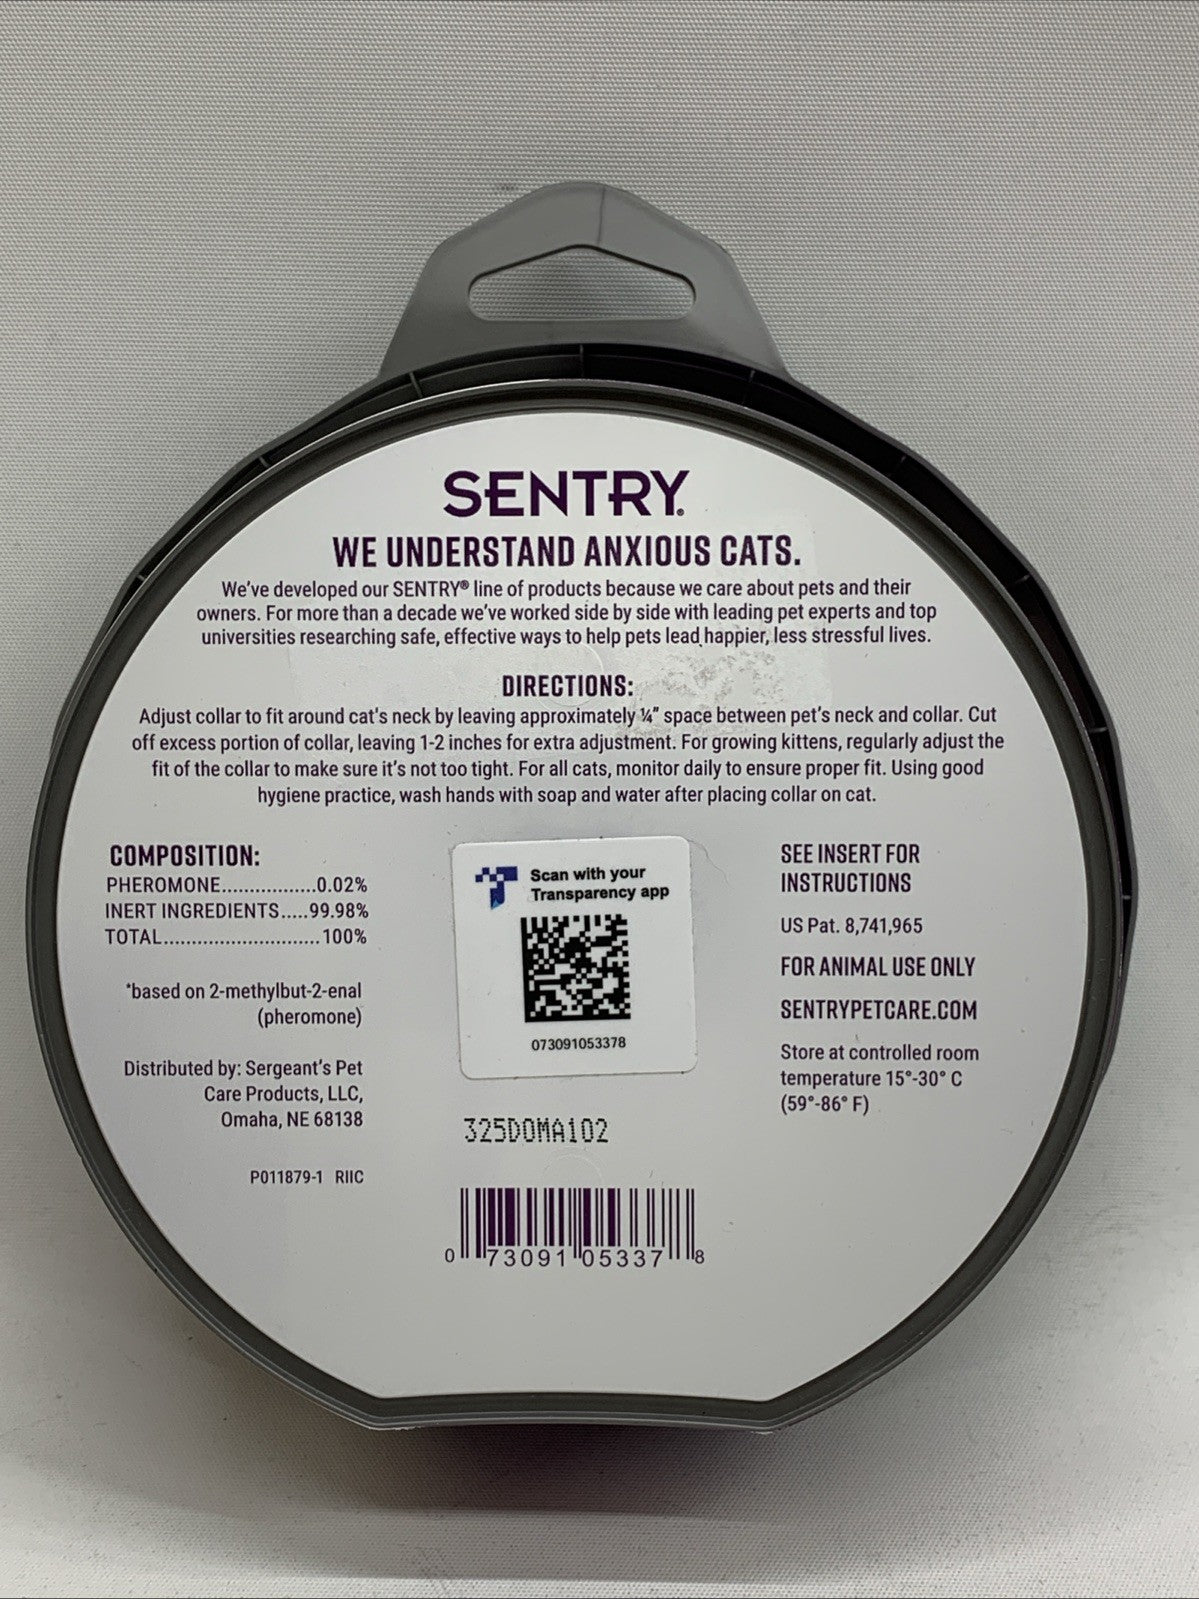 SENTRY®
WE UNDERSTAND ANXIOUS CATS.
We've developed our SENTRY® line of products because we care about pets and their
owners. For more than a decade we've worked side by side with leading pet experts and top
universities researching safe, effective ways to help pets lead happier, less stressful lives.
DIRECTIONS:
Adjust collar to fit around cat's neck by leaving approximately ¼" space between pet's neck and collar. Cut
off excess portion of collar, leaving 1-2 inches for extra adjustment. For growing kittens, regularly adjust the
fit of the collar to make sure it's not too tight. For all cats, monitor daily to ensure proper fit. Using good
hygiene practice, wash hands with soap and water after placing collar on cat.
COMPOSITION:
PHEROMONE.................0.02%
INERT INGREDIENTS.....99.98%
TOTAL............................100%
*based on 2-methylbut-2-enal
(pheromone)
Distributed by: Sergeant's Pet
Care Products, LLC,
Omaha, NE 68138
P011879-1 RIIC
Scan with your
Transparency app
073091053378
325DOMA102
0 73091 05337 8
SEE INSERT FOR
INSTRUCTIONS
US Pat. 8,741,965
FOR ANIMAL USE ONLY
SENTRYPETCARE.COM
Store at controlled room
temperature 15°-30° C
(59°-86° F)